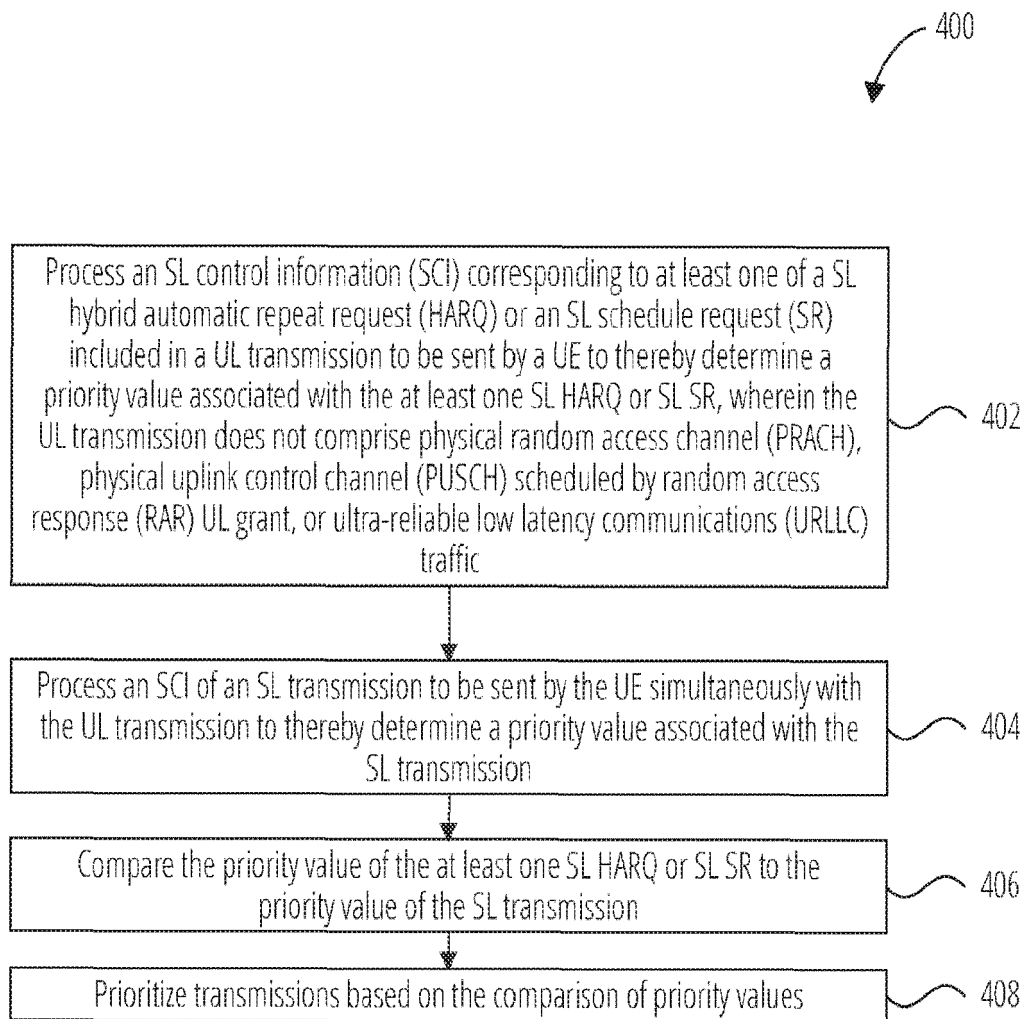 400
Process an SL control information (SCI) corresponding to at least one of a SL
hybrid automatic repeat request (HARQ) or an SL schedule request (SR)
included in a UL transmission to be sent by a UE to thereby determine a
priority value associated with the at least one SL HARQ or SL SR, wherein the
UL transmission does not comprise physical random access channel (PRACH),
physical uplink control channel (PUSCH) scheduled by random access
response (RAR) UL grant, or ultra-reliable low latency communications (URLLC)
traffic
402
Process an SCI of an SL transmission to be sent by the UE simultaneously with
the UL transmission to thereby determine a priority value associated with the
SL transmission
404
Compare the priority value of the at least one SL HARQ or SL SR to the
priority value of the SL transmission
406
Prioritize transmissions based on the comparison of priority values
408